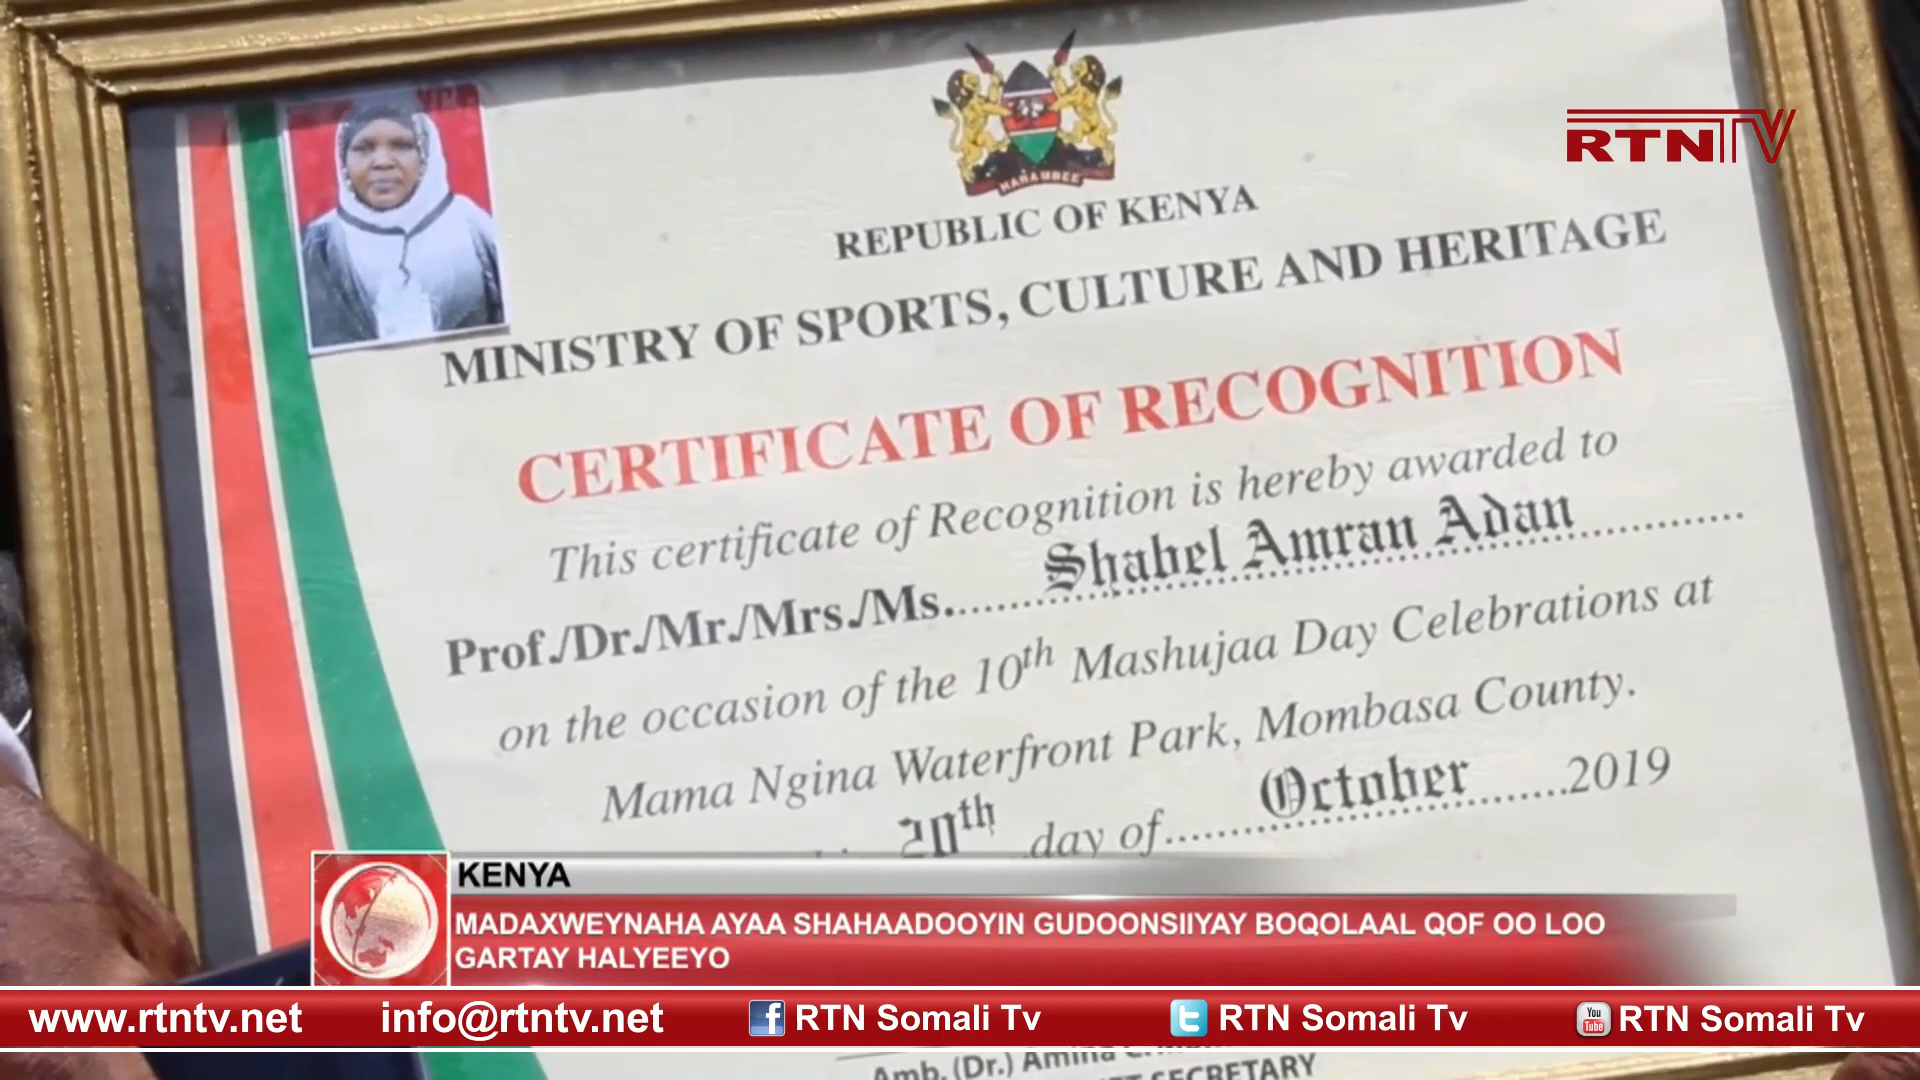 HARAMBEE
RTN TV
REPUBLIC OF KENYA
MINISTRY OF SPORTS, CULTURE AND HERITAGE
CERTIFICATE OF RECOGNITION
This certificate of Recognition is hereby awarded to
Prof./Dr./Mr./Mrs./Ms. Shabel Amran Adan
on the occasion of the 10th Mashujaa Day Celebrations at
Mama Ngina Waterfront Park, Mombasa County.
20th day of October 2019
KENYA
MADAXWEYNAHA AYAA SHAHAADOOYIN GUDOONSIIYAY BOQOLAAL QOF OO LOO
GARTAY HALYEEYO
www.rtntv.net info@rtntv.net RTN Somali Tv RTN Somali Tv You Tube RTN Somali Tv
Amb. (Dr.) Amina
SECRETARY